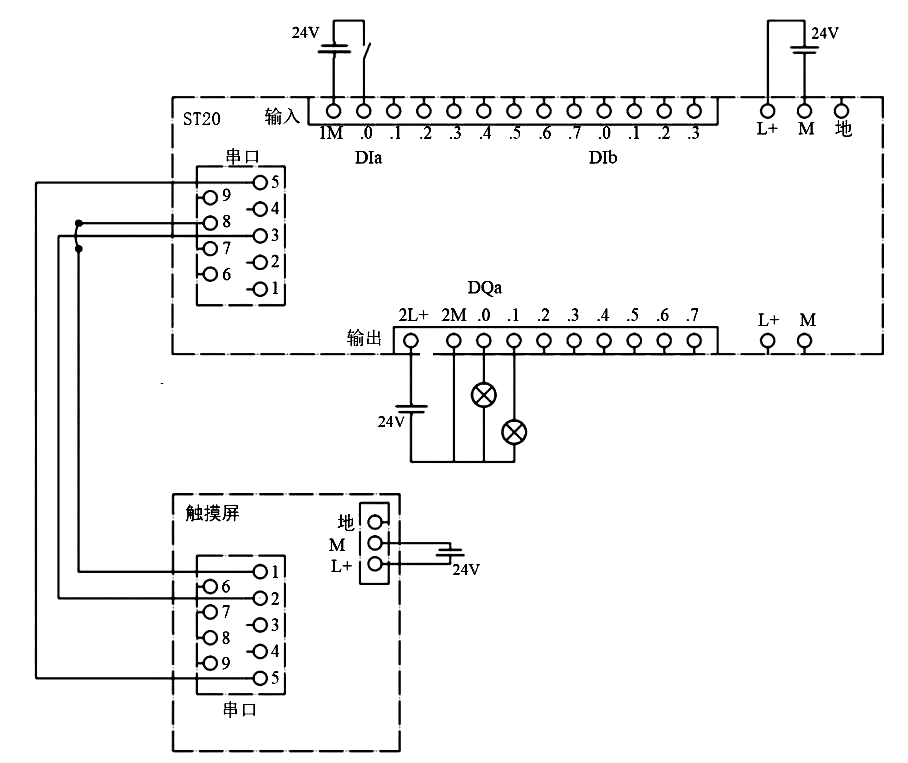 24V
24V
ST20
输入
1M .0 .1 .2 .3 .4 .5 .6 .7 .0 .1 .2 .3
L+ M 地
DIa
DIb
串口
5
9
4
8
3
7
2
6
1
DQa
2L+ 2M .0 .1 .2 .3 .4 .5 .6 .7
L+ M
输出
24V
触摸屏
地
M
L+
24V
1
6
2
7
3
8
4
9
5
串口